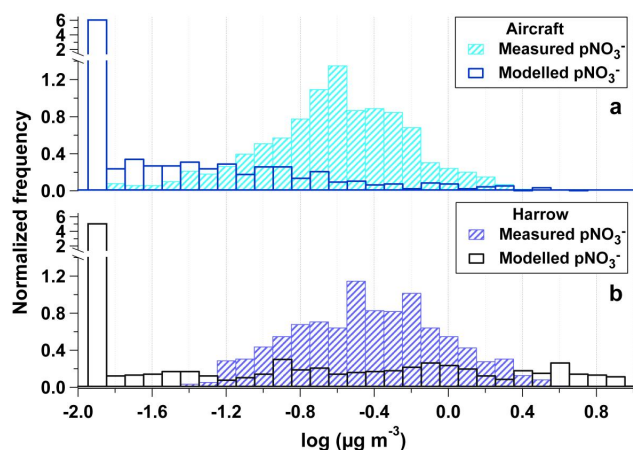 Normalized frequency
6
4
2
1.2
0.8
0.4
0.0
Aircraft
Measured pNO₃⁻
Modelled pNO₃⁻
a
6
4
2
1.2
0.8
0.4
0.0
Harrow
Measured pNO₃⁻
Modelled pNO₃⁻
b
-2.0 -1.6 -1.2 -0.8 -0.4 0.0 0.4 0.8
log (µg m⁻³)